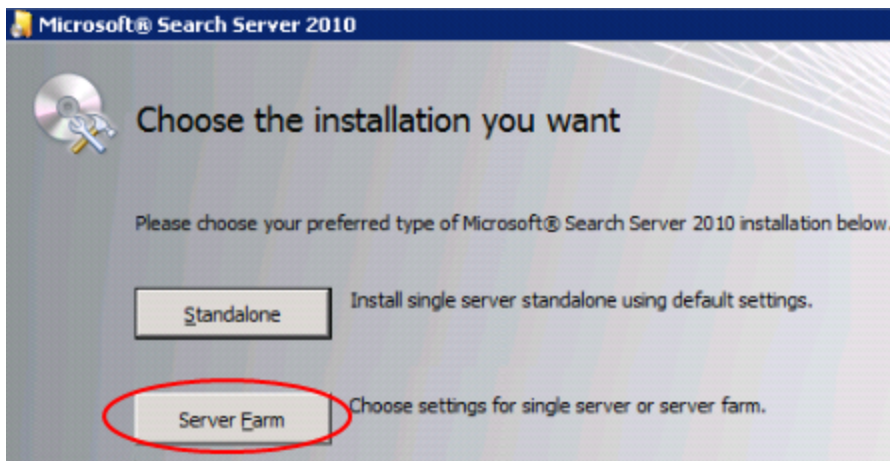 Microsoft® Search Server 2010
Choose the installation you want
Please choose your preferred type of Microsoft® Search Server 2010 installation below.
Standalone
Install single server standalone using default settings.
Server Farm
Choose settings for single server or server farm.